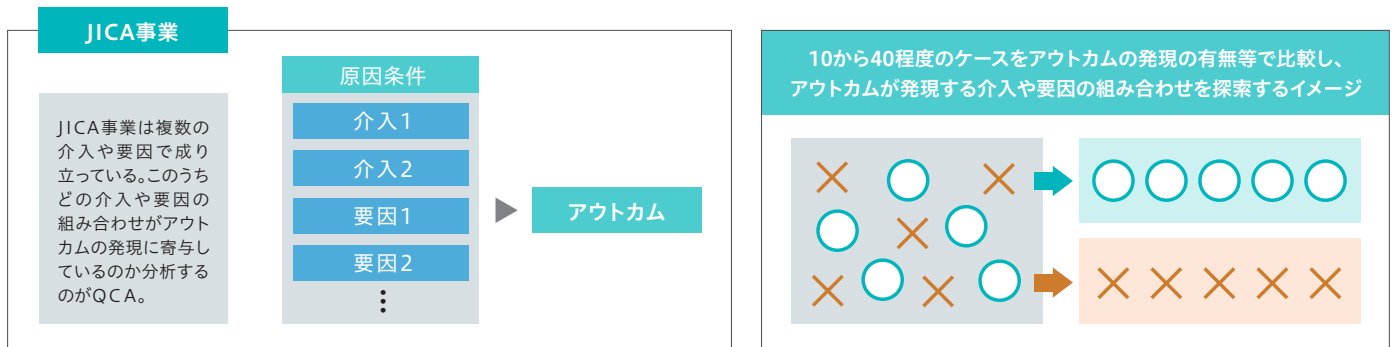 JICA事業
JICA事業は複数の
介入や要因で成り
立っている。このうち
どの介入や要因の
組み合わせがアウト
カムの発現に寄与し
ているのか分析する
のがQCA。
原因条件
介入1
介入2
要因1
要因2
アウトカム
10から40程度のケースをアウトカムの発現の有無等で比較し、
アウトカムが発現する介入や要因の組み合わせを探索するイメージ